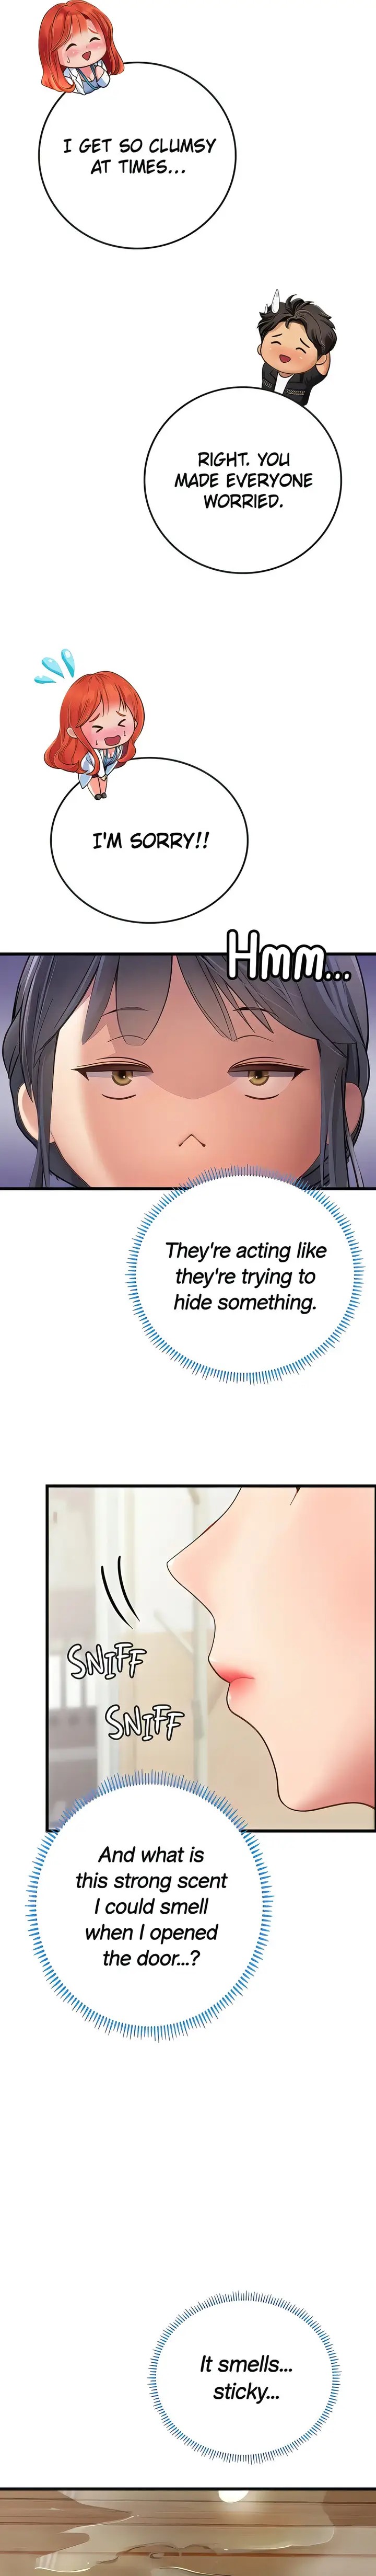 I GET SO CLUMSY
AT TIMES...
RIGHT. YOU
MADE EVERYONE
WORRIED.
I'M SORRY!!
Hmm...
They're acting like
they're trying to
hide something.
SNIFF
SNIFF
And what is
this strong scent
I could smell
when I opened
the door...?
It smells...
sticky...